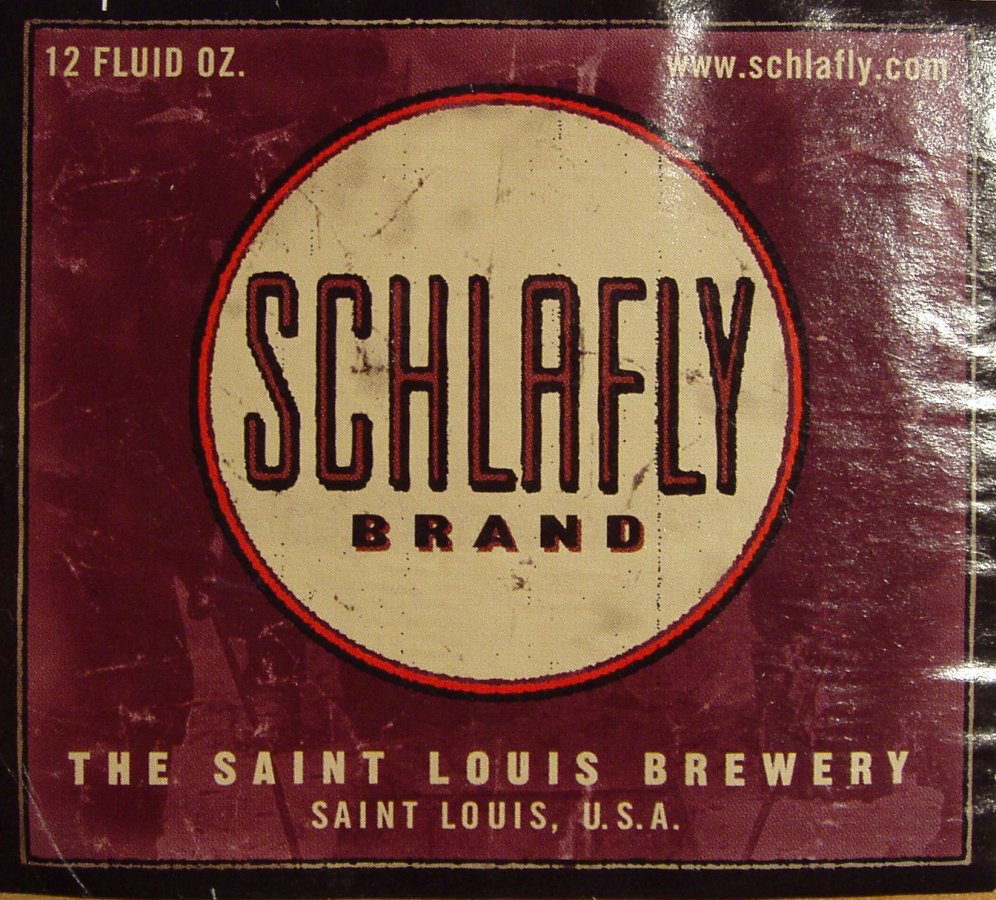 12 FLUID OZ.
www.schlafly.com
SCHLAFLY
BRAND
THE SAINT LOUIS BREWERY
SAINT LOUIS, U.S.A.